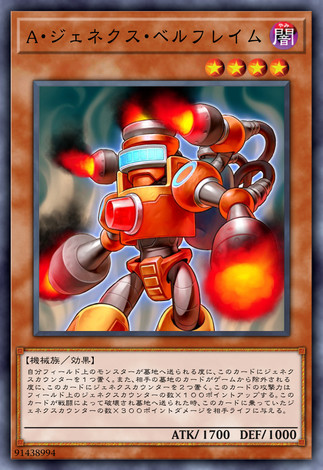 A・ジェネクス・ベルフレイム
闇
やみ
【機械族／効果】
自分フィールド上のモンスターが墓地へ送られる度に、このカードにジェネ
クスカウンターを１つ置く。また、相手の墓地のカードがゲームから除外される
度に、このカードにジェネクスカウンターを２つ置く。このカードの攻撃力は
フィールド上のジェネクスカウンターの数×１００ポイントアップする。この
カードが戦闘によって破壊され墓地へ送られた時、このカードに乗っていたジ
ェネクスカウンターの数×３００ポイントダメージを相手ライフに与える。
ATK/1700 DEF/1000
91438994